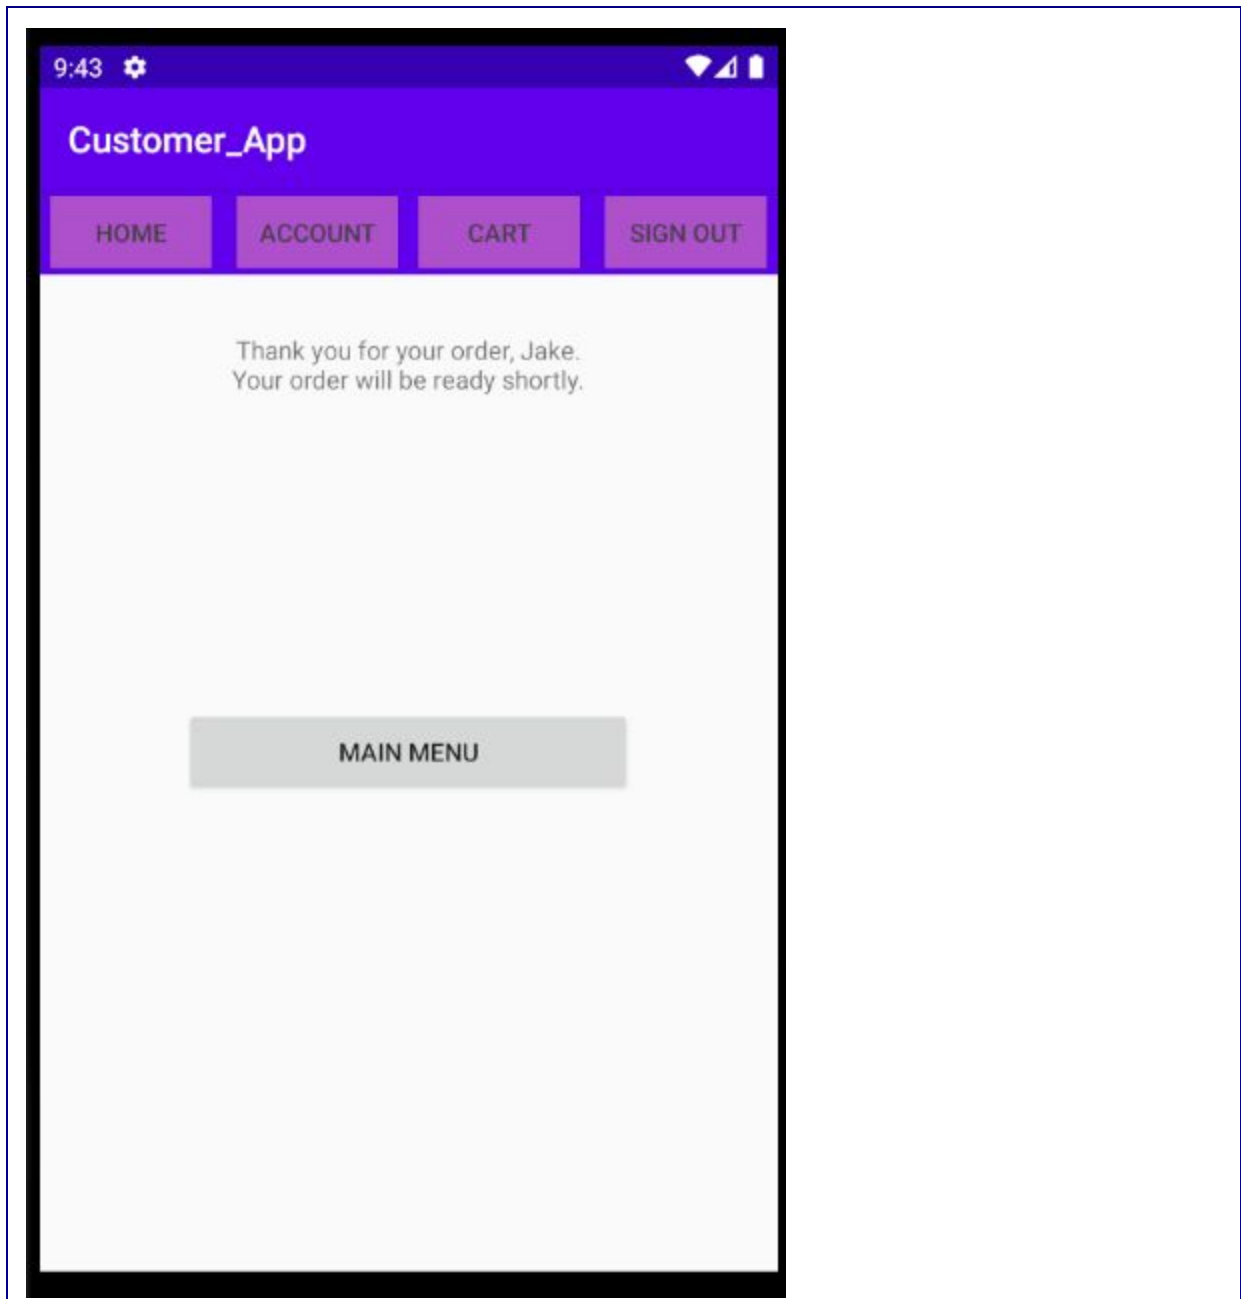 9:43
Customer_App
HOME ACCOUNT CART SIGN OUT
Thank you for your order, Jake.
Your order will be ready shortly.
MAIN MENU